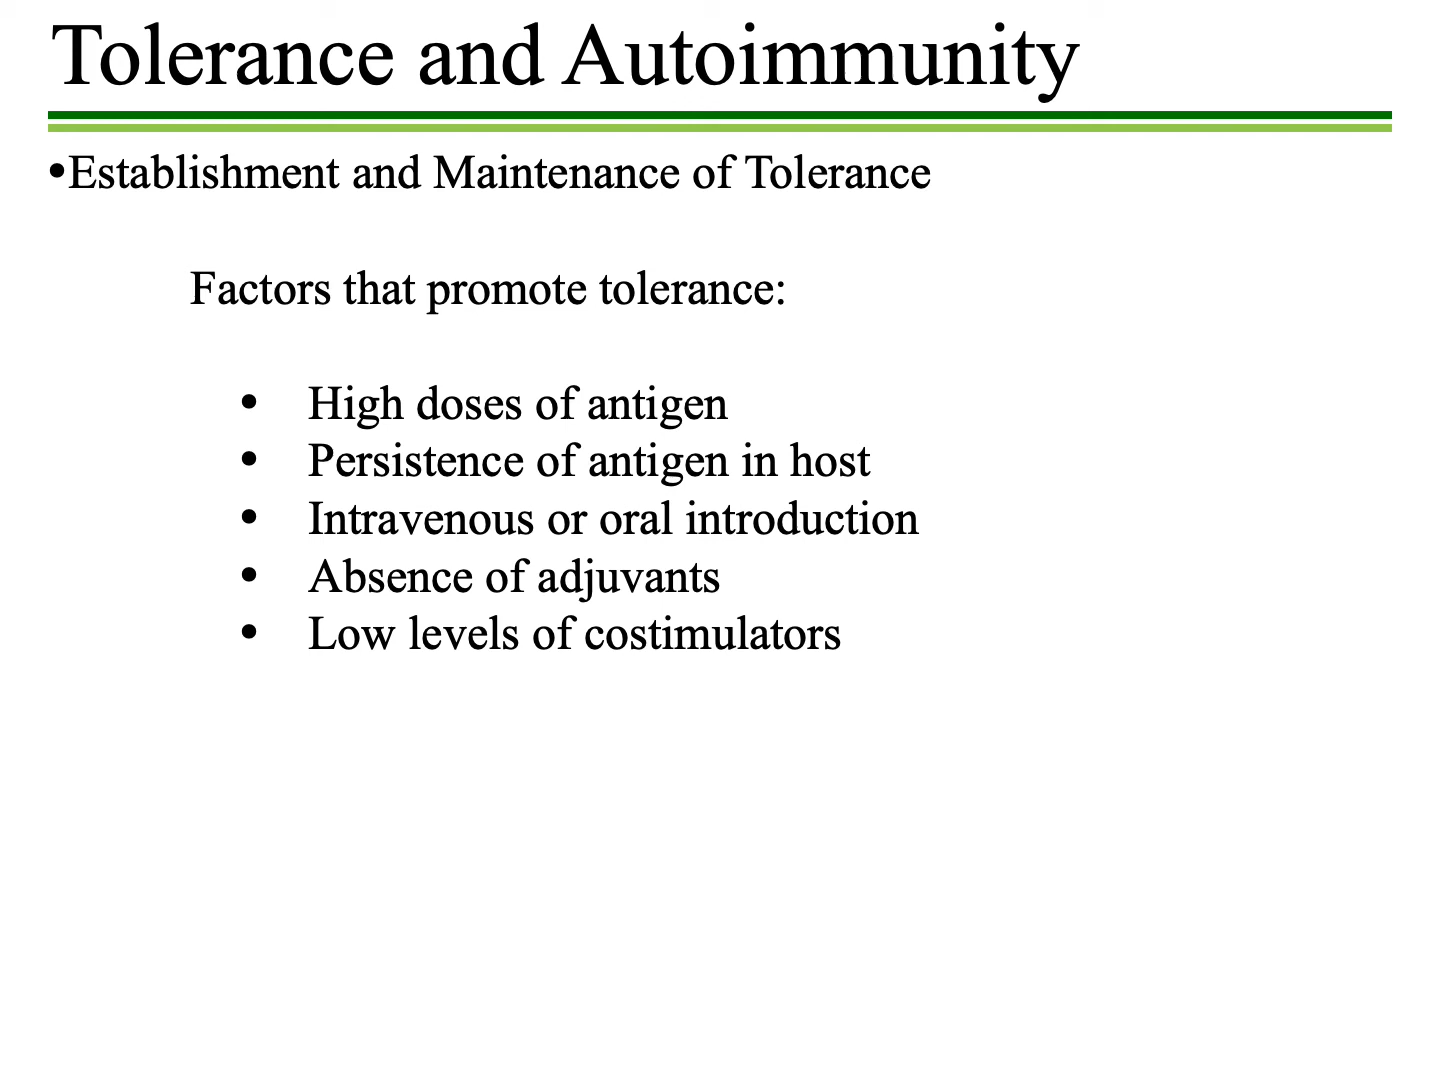 Tolerance and Autoimmunity
•Establishment and Maintenance of Tolerance
Factors that promote tolerance:
• High doses of antigen
• Persistence of antigen in host
• Intravenous or oral introduction
• Absence of adjuvants
• Low levels of costimulators